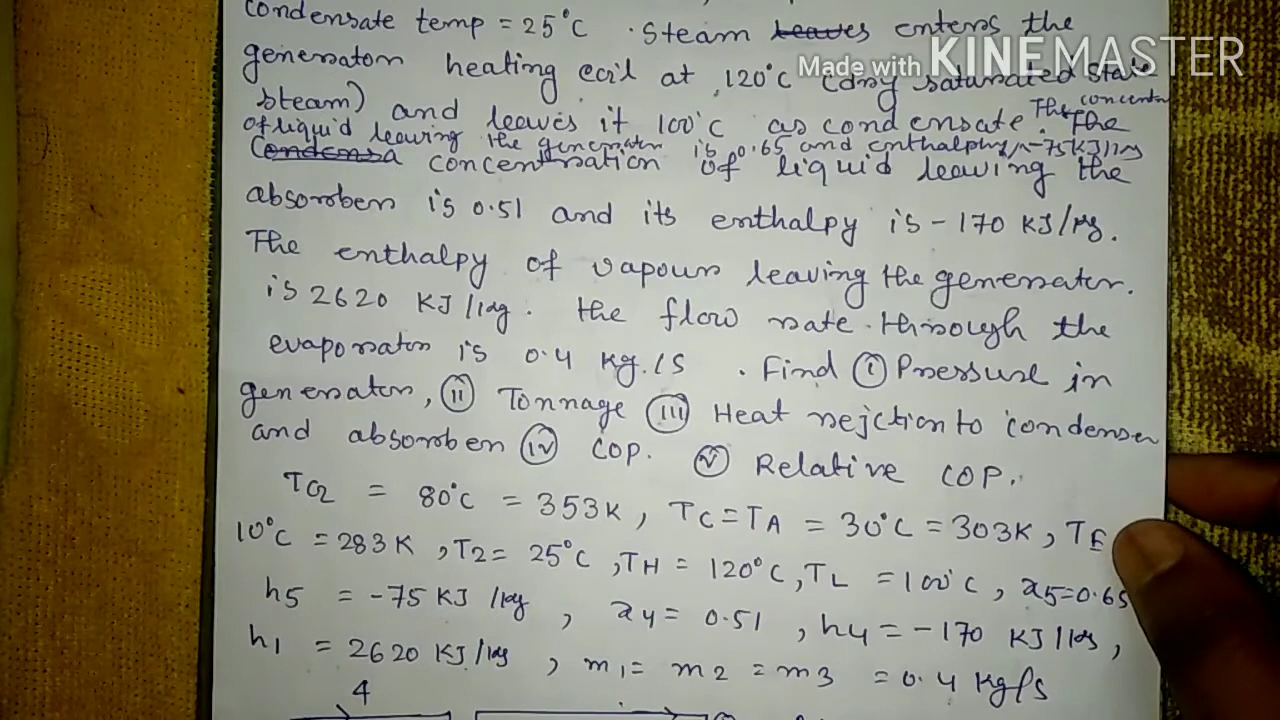 condensate temp = 25°C . Steam leaves enters the
Made with KINEMASTER
generator heating coil at 120°C (dry saturated state
steam) and leaves it 100°C as condensate. The
The concentra
of liquid leaving the generator is 0.65 and enthalpy is -75 KJ/kg
Condensa concentration of liquid leaving the
absorber is 0.51 and its enthalpy is - 170 KJ/kg.
The enthalpy of vapour leaving the generator.
is 2620 KJ/kg. the flow rate through the
evaporator is 0.4 kg/S . Find (i) Pressure in
generator, (ii) Tonnage (iii) Heat rejction to condenser
and absorber (iv) COP. (v) Relative COP.
TG2 = 80°C = 353K, TC = TA = 30°C = 303K, TE
10°C = 283K, T2 = 25°C, TH = 120°C, TL = 100°C, x5 = 0.65
h5 = -75 KJ/kg, x4 = 0.51, h4 = -170 KJ/kg,
h1 = 2620 KJ/kg, m1 = m2 = m3 = 0.4 kg/s
4